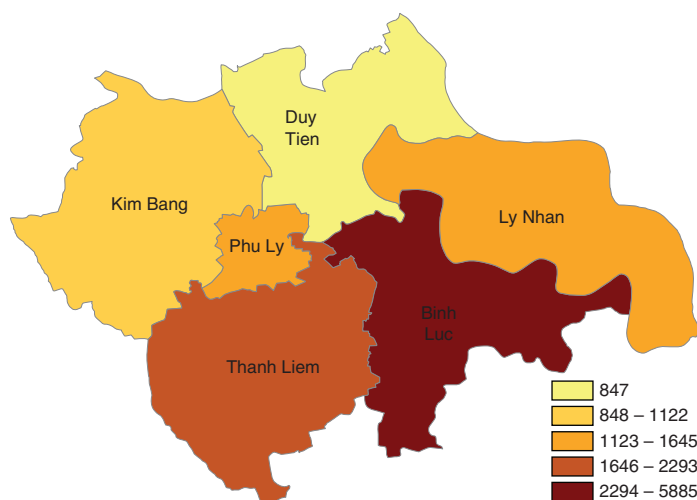 Duy
Tien
Kim Bang
Ly Nhan
Phu Ly
Binh
Luc
Thanh Liem
847
848 – 1122
1123 – 1645
1646 – 2293
2294 – 5885